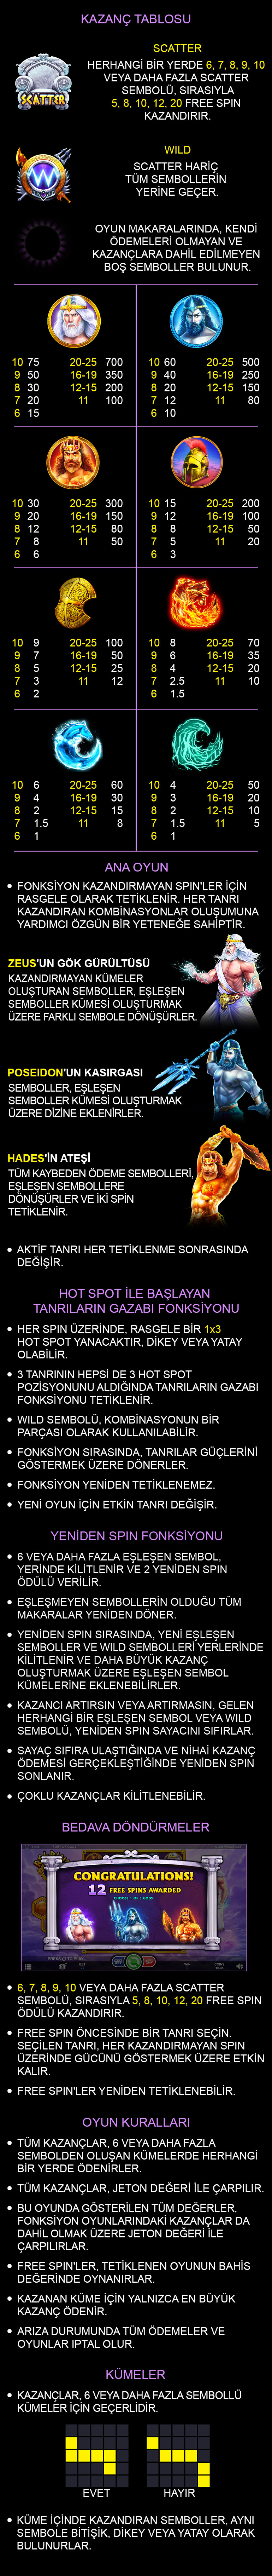 KAZANÇ TABLOSU
SCATTER
HERHANGİ BİR YERDE 6, 7, 8, 9, 10
VEYA DAHA FAZLA SCATTER
SEMBOLÜ, SIRASIYLA
5, 8, 10, 12, 20 FREE SPIN
KAZANDIRIR.
SCATTER
WILD
SCATTER HARİÇ
TÜM SEMBOLLERİN
YERİNE GEÇER.
W
OYUN MAKARALARINDA, KENDİ
ÖDEMELERİ OLMAYAN VE
KAZANÇLARA DAHİL EDİLMEYEN
BOŞ SEMBOLLER BULUNUR.
10 75 20-25 700
9 50 16-19 350
8 30 12-15 200
7 20 11 100
6 15
10 60 20-25 500
9 40 16-19 250
8 20 12-15 150
7 12 11 80
6 10
10 30 20-25 300
9 20 16-19 150
8 12 12-15 80
7 8 11 50
6 6
10 15 20-25 200
9 12 16-19 100
8 8 12-15 50
7 5 11 20
6 3
10 9 20-25 100
9 7 16-19 50
8 5 12-15 25
7 3 11 12
6 2
10 8 20-25 70
9 6 16-19 35
8 4 12-15 20
7 2.5 11 10
6 1.5
10 6 20-25 60
9 4 16-19 30
8 2 12-15 15
7 1.5 11 8
6 1
10 4 20-25 50
9 3 16-19 20
8 2 12-15 10
7 1.5 11 5
6 1
ANA OYUN
• FONKSİYON KAZANDIRMAYAN SPIN'LER İÇİN
RASGELE OLARAK TETİKLENİR. HER TANRI
KAZANDIRAN KOMBİNASYONLAR OLUŞUMUNA
YARDIMCI ÖZGÜN BİR YETENEĞE SAHİPTİR.
ZEUS'UN GÖK GÜRÜLTÜSÜ
KAZANDIRMAYAN KÜMELER
OLUŞTURAN SEMBOLLER, EŞLEŞEN
SEMBOLLER KÜMESİ OLUŞTURMAK
ÜZERE FARKLI SEMBOLE DÖNÜŞÜRLER.
POSEIDON'UN KASIRGASI
SEMBOLLER, EŞLEŞEN
SEMBOLLER KÜMESİ OLUŞTURMAK
ÜZERE DİZİNE EKLENİRLER.
HADES'İN ATEŞİ
TÜM KAYBEDEN ÖDEME SEMBOLLERİ,
EŞLEŞEN SEMBOLLERE
DÖNÜŞÜRLER VE İKİ SPİN
TETİKLENİR.
• AKTİF TANRI HER TETİKLENME SONRASINDA
DEĞİŞİR.
HOT SPOT İLE BAŞLAYAN
TANRILARIN GAZABI FONKSİYONU
• HER SPIN ÜZERİNDE, RASGELE BİR 1x3
HOT SPOT YANACAKTIR, DİKEY VEYA YATAY
OLABİLİR.
• 3 TANRININ HEPSİ DE 3 HOT SPOT
POZİSYONUNU ALDIĞINDA TANRILARIN GAZABI
FONKSİYONU TETİKLENİR.
• WILD SEMBOLÜ, KOMBİNASYONUN BİR
PARÇASI OLARAK KULLANILABİLİR.
• FONKSİYON SIRASINDA, TANRILAR GÜÇLERİNİ
GÖSTERMEK ÜZERE DÖNERLER.
• FONKSİYON YENİDEN TETİKLENEMEZ.
• YENİ OYUN İÇİN ETKİN TANRI DEĞİŞİR.
YENİDEN SPIN FONKSİYONU
• 6 VEYA DAHA FAZLA EŞLEŞEN SEMBOL,
YERİNDE KİLİTLENİR VE 2 YENİDEN SPIN
ÖDÜLÜ VERİLİR.
• EŞLEŞMEYEN SEMBOLLERİN OLDUĞU TÜM
MAKARALAR YENİDEN DÖNER.
• YENİDEN SPIN SIRASINDA, YENİ EŞLEŞEN
SEMBOLLER VE WILD SEMBOLLERİ YERLERİNDE
KİLİTLENİR VE DAHA BÜYÜK KAZANÇ
OLUŞTURMAK ÜZERE EŞLEŞEN SEMBOL
KÜMELERİNE EKLENEBİLİRLER.
• KAZANCI ARTIRSIN VEYA ARTIRMASIN, GELEN
HERHANGİ BİR EŞLEŞEN SEMBOL VEYA WILD
SEMBOLÜ, YENİDEN SPIN SAYACINI SIFIRLAR.
• SAYAÇ SIFIRA ULAŞTIĞINDA VE NİHAİ KAZANÇ
ÖDEMESİ GERÇEKLEŞTİĞİNDE YENİDEN SPIN
SONLANIR.
• ÇOKLU KAZANÇLAR KİLİTLENEBİLİR.
BEDAVA DÖNDÜRMELER
CONGRATULATIONS!
12 FREE SPINS AWARDED
CHOOSE 1 OF 3 GODS
• 6, 7, 8, 9, 10 VEYA DAHA FAZLA SCATTER
SEMBOLÜ, SIRASIYLA 5, 8, 10, 12, 20 FREE SPIN
ÖDÜLÜ KAZANDIRIR.
• FREE SPIN ÖNCESİNDE BİR TANRI SEÇİN.
SEÇİLEN TANRI, HER KAZANDIRMAYAN SPIN
ÜZERİNDE GÜCÜNÜ GÖSTERMEK ÜZERE ETKİN
KALIR.
• FREE SPIN'LER YENİDEN TETİKLENEBİLİR.
OYUN KURALLARI
• TÜM KAZANÇLAR, 6 VEYA DAHA FAZLA
SEMBOLDEN OLUŞAN KÜMELERDE HERHANGİ
BİR YERDE ÖDENİRLER.
• TÜM KAZANÇLAR, JETON DEĞERİ İLE ÇARPILIR.
• BU OYUNDA GÖSTERİLEN TÜM DEĞERLER,
FONKSİYON OYUNLARINDAKİ KAZANÇLAR DA
DAHİL OLMAK ÜZERE JETON DEĞERİ İLE
ÇARPILIRLAR.
• FREE SPIN'LER, TETİKLENEN OYUNUN BAHİS
DEĞERİNDE OYNANIRLAR.
• KAZANAN KÜME İÇİN YALNIZCA EN BÜYÜK
KAZANÇ ÖDENİR.
• ARIZA DURUMUNDA TÜM ÖDEMELER VE
OYUNLAR IPTAL OLUR.
KÜMELER
• KAZANÇLAR, 6 VEYA DAHA FAZLA SEMBOLLÜ
KÜMELER İÇİN GEÇERLİDİR.
EVET HAYIR
• KÜME İÇİNDE KAZANDIRAN SEMBOLLER, AYNI
SEMBOLE BİTİŞİK, DİKEY VEYA YATAY OLARAK
BULUNURLAR.